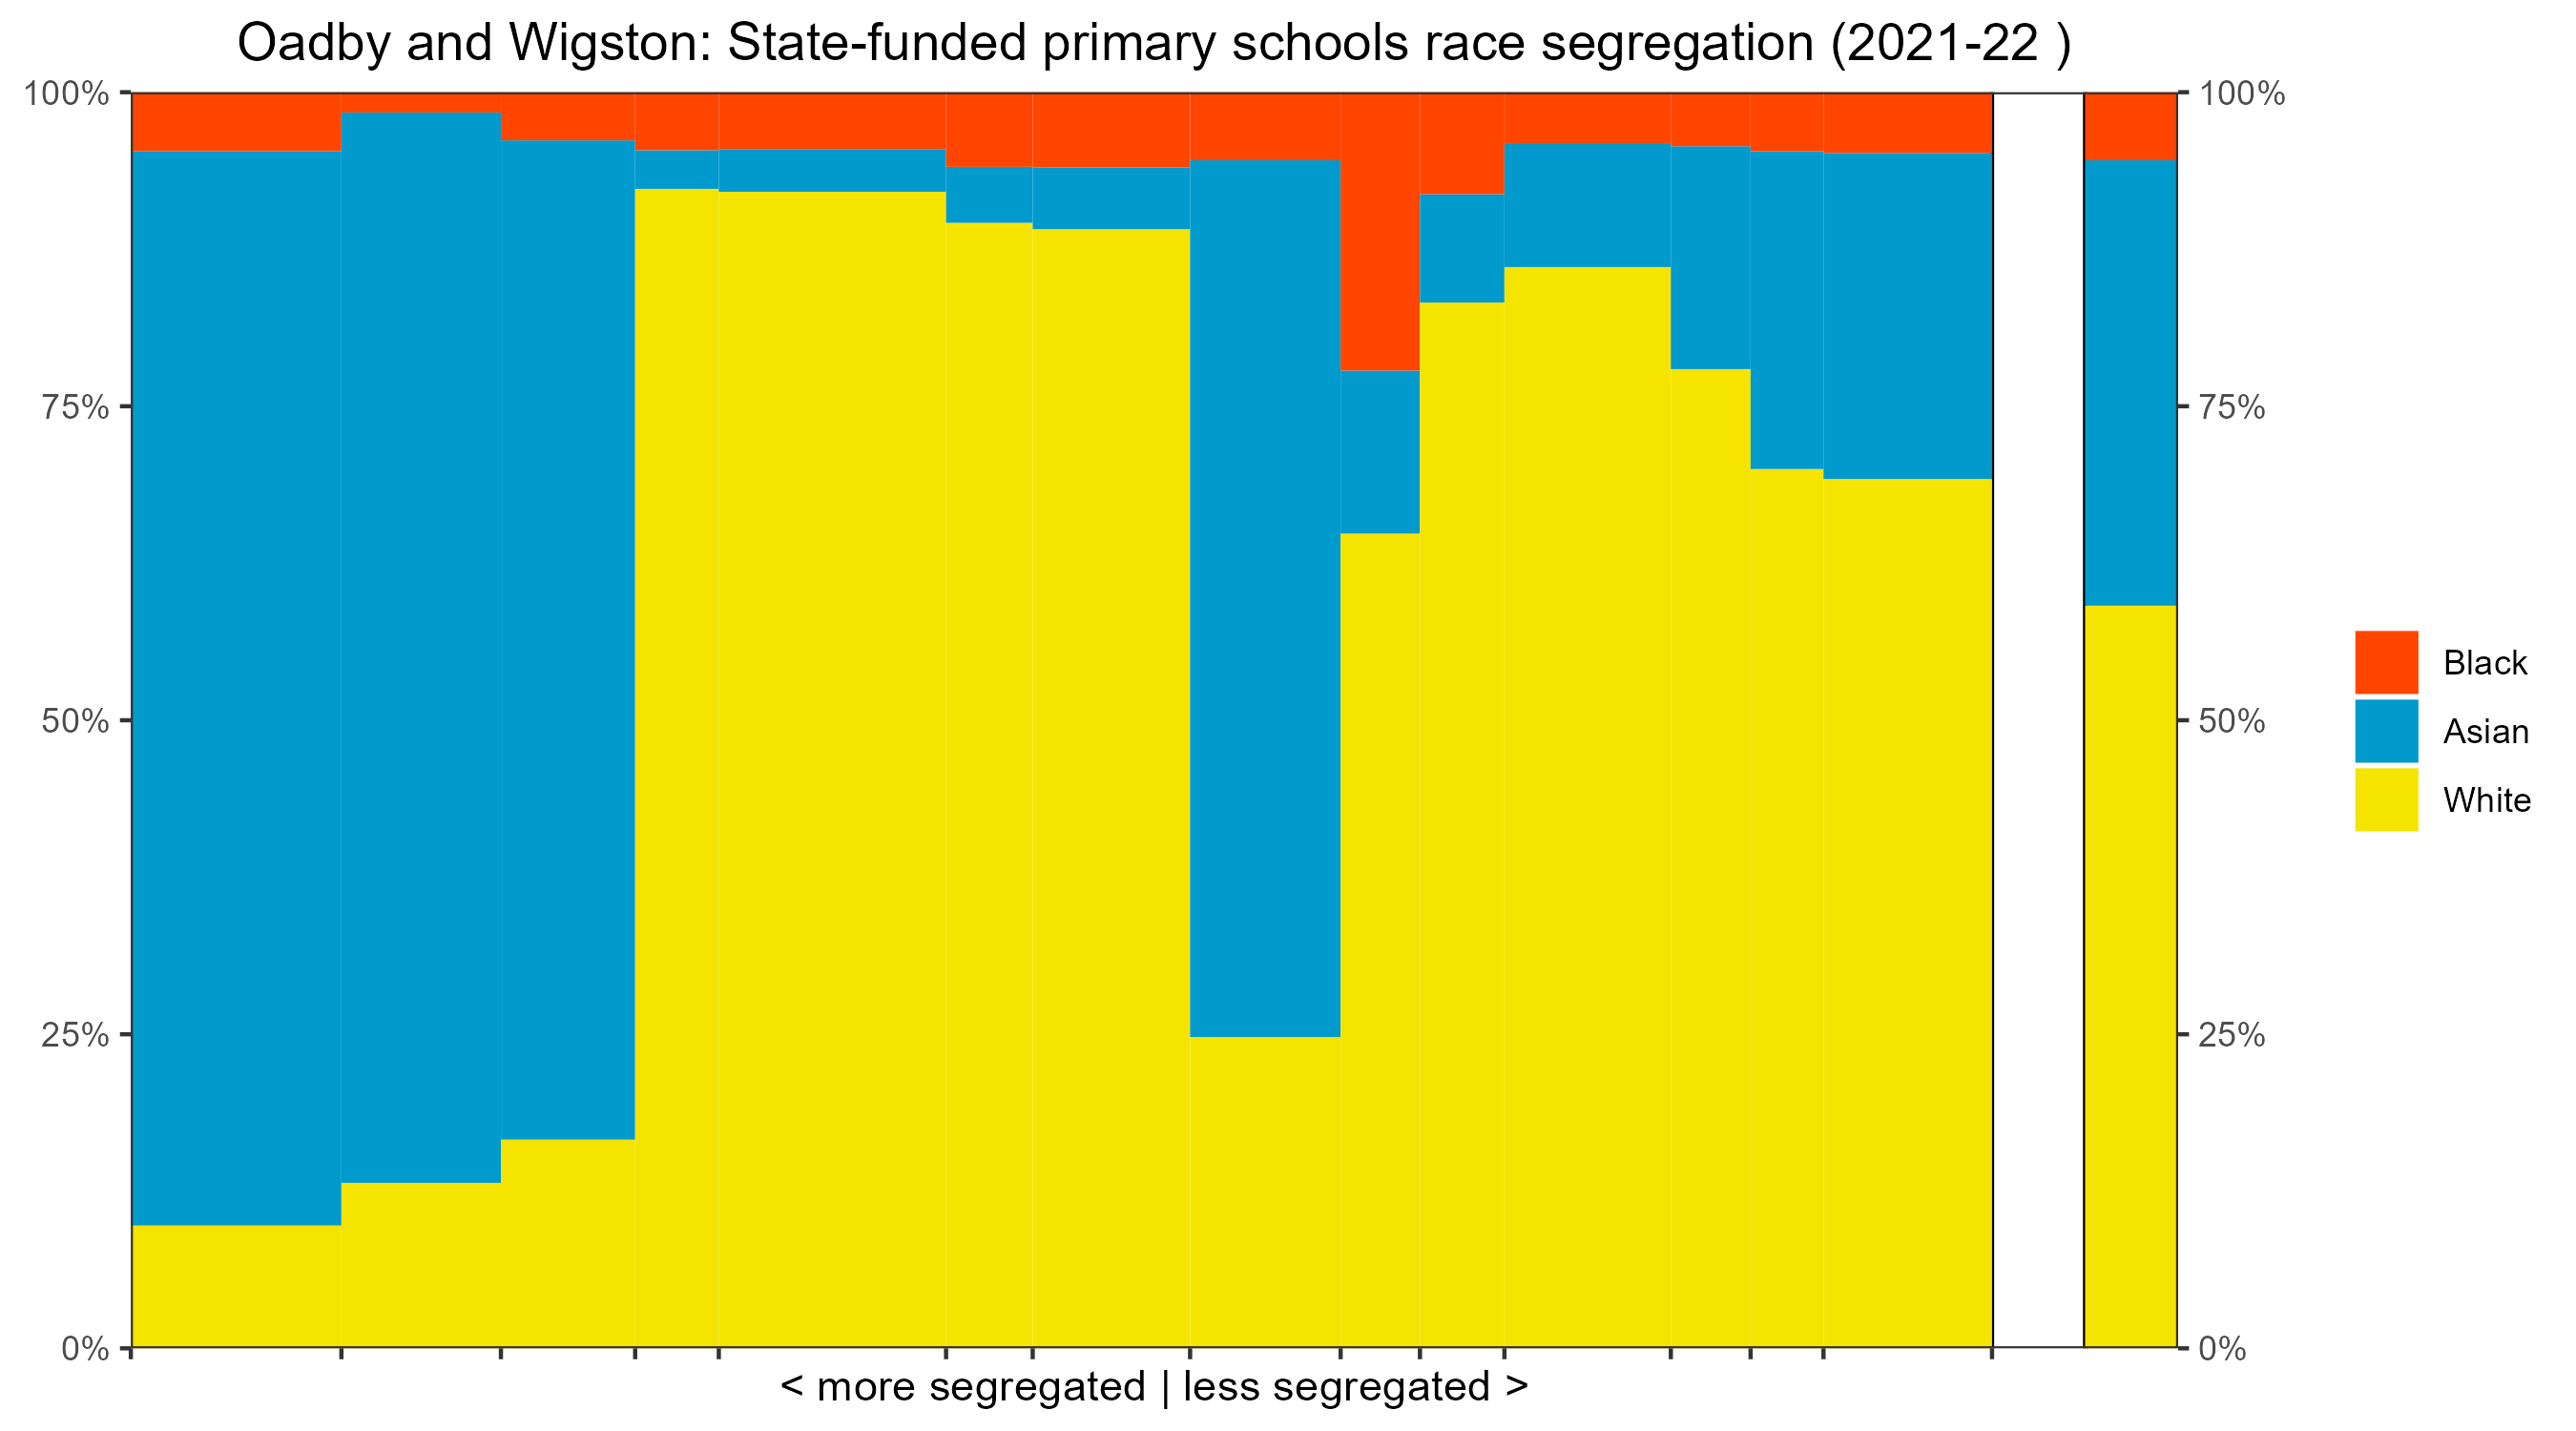 Oadby and Wigston: State-funded primary schools race segregation (2021-22 )
100%
75%
50%
25%
0%
100%
75%
50%
25%
0%
Black
Asian
White
< more segregated | less segregated >